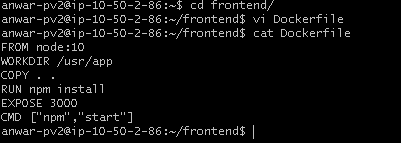 anwar-pv2@ip-10-50-2-86:~$ cd frontend/
anwar-pv2@ip-10-50-2-86:~/frontend$ vi Dockerfile
anwar-pv2@ip-10-50-2-86:~/frontend$ cat Dockerfile
FROM node:10
WORKDIR /usr/app
COPY . .
RUN npm install
EXPOSE 3000
CMD ["npm","start"]
anwar-pv2@ip-10-50-2-86:~/frontend$